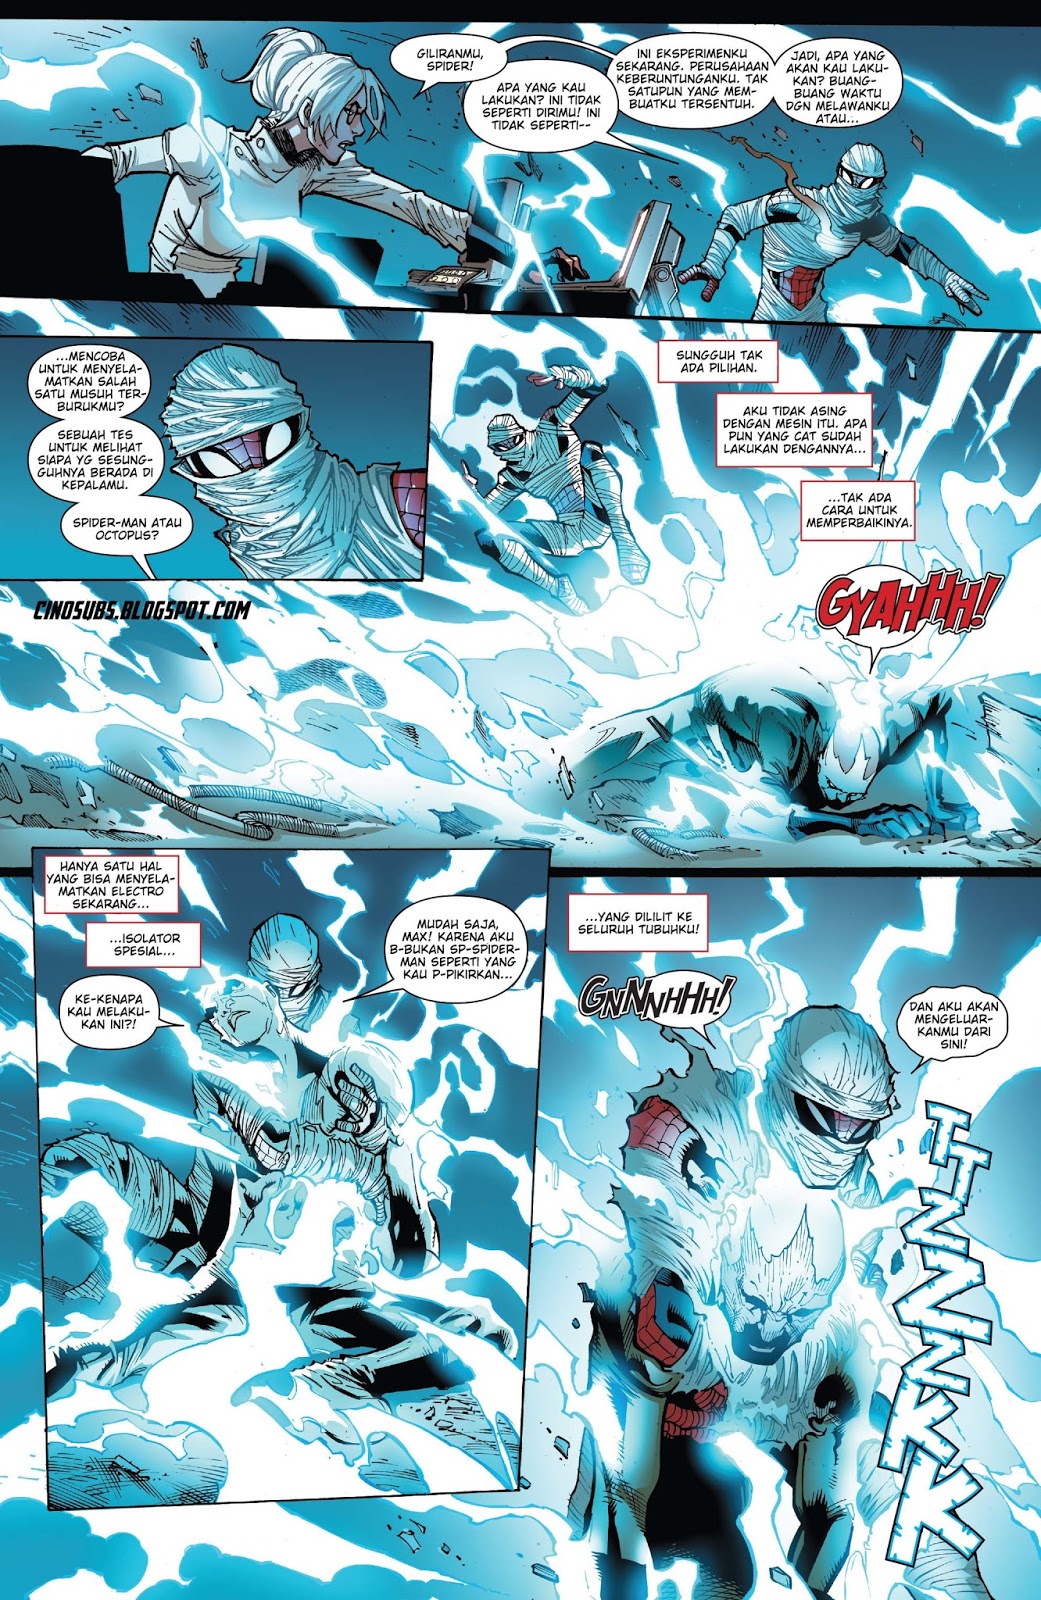 GILIRANMU,
SPIDER!
APA YANG KAU
LAKUKAN? INI TIDAK
SEPERTI DIRIMU! INI
TIDAK SEPERTI--
INI EKSPERIMENKU
SEKARANG. PERUSAHAAN
KEBERUNTUNGANKU. TAK
SATUPUN YANG MEM-
BUATKU TERSENTUH.
JADI, APA YANG
AKAN KAU LAKU-
KAN? BUANG-
BUANG WAKTU
DGN MELAWANKU
ATAU...
...MENCOBA
UNTUK MENYELA-
MATKAN SALAH
SATU MUSUH TER-
BURUKMU?
SEBUAH TES
UNTUK MELIHAT
SIAPA YG SESUNG-
GUHNYA BERADA DI
KEPALAMU.
SPIDER-MAN ATAU
OCTOPUS?
SUNGGUH TAK
ADA PILIHAN.
AKU TIDAK ASING
DENGAN MESIN ITU. APA
PUN YANG CAT SUDAH
LAKUKAN DENGANNYA...
...TAK ADA
CARA UNTUK
MEMPERBAIKINYA.
CINOSUBS.BLOGSPOT.COM
GYAHHH!
HANYA SATU HAL
YANG BISA MENYELA-
MATKAN ELECTRO
SEKARANG...
...ISOLATOR
SPESIAL...
KE-KENAPA
KAU MELAKU-
KAN INI?!
MUDAH SAJA,
MAX! KARENA AKU
B-BUKAN SP-SPIDER-
MAN SEPERTI YANG
KAU P-PIKIRKAN...
...YANG DILILIT KE
SELURUH TUBUHKU!
GNNNHHH!
DAN AKU AKAN
MENGELUAR-
KANMU DARI
SINI!
TZZZZKKK